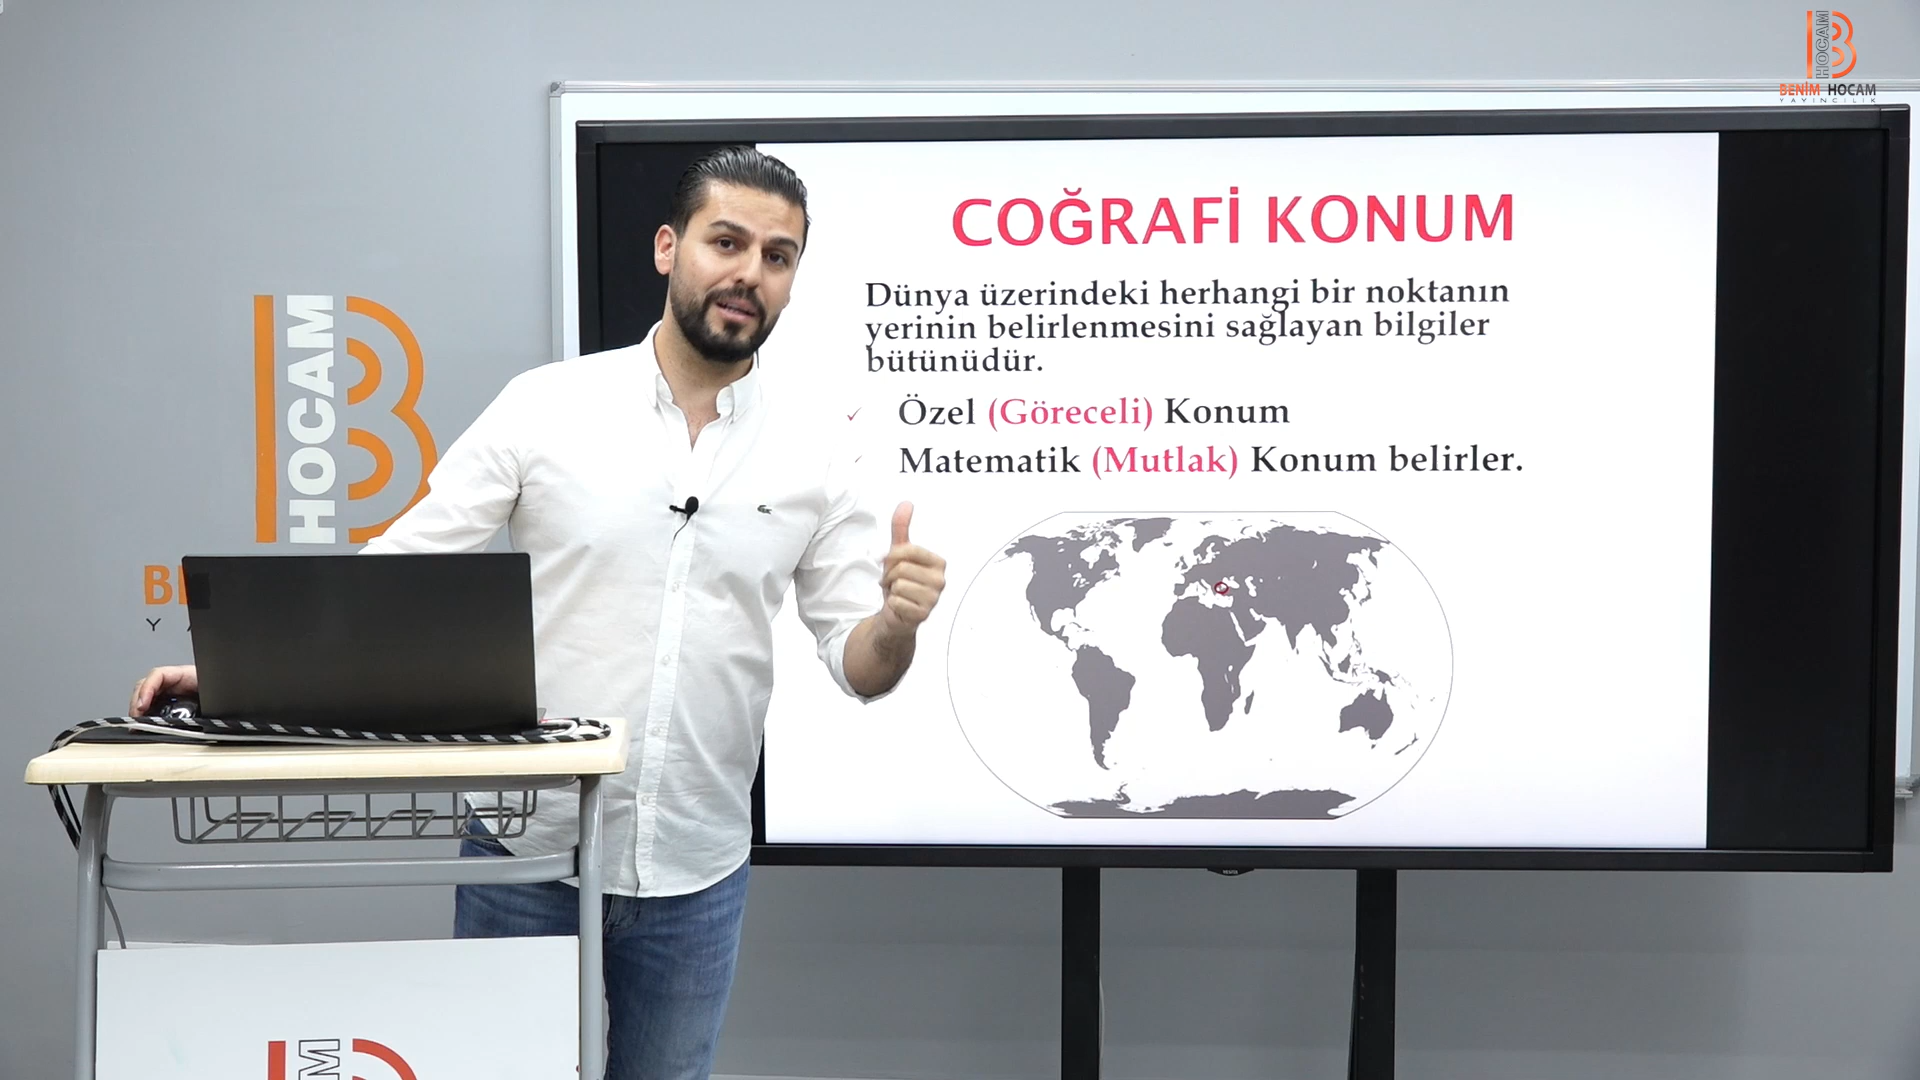 HOCAM
BENİM HOCAM
YAYINCILIK
COĞRAFİ KONUM
Dünya üzerindeki herhangi bir noktanın
yerinin belirlenmesini sağlayan bilgiler
bütünüdür.
✓ Özel (Göreceli) Konum
✓ Matematik (Mutlak) Konum belirler.
HOCAM
B
Y
VESTEL